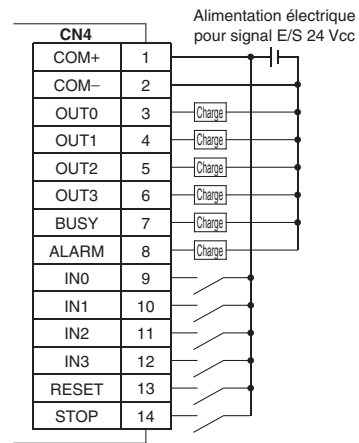 Alimentation électrique
pour signal E/S 24 Vcc
CN4
COM+ 1
COM− 2
OUT0 3 Charge
OUT1 4 Charge
OUT2 5 Charge
OUT3 6 Charge
BUSY 7 Charge
ALARM 8 Charge
IN0 9
IN1 10
IN2 11
IN3 12
RESET 13
STOP 14